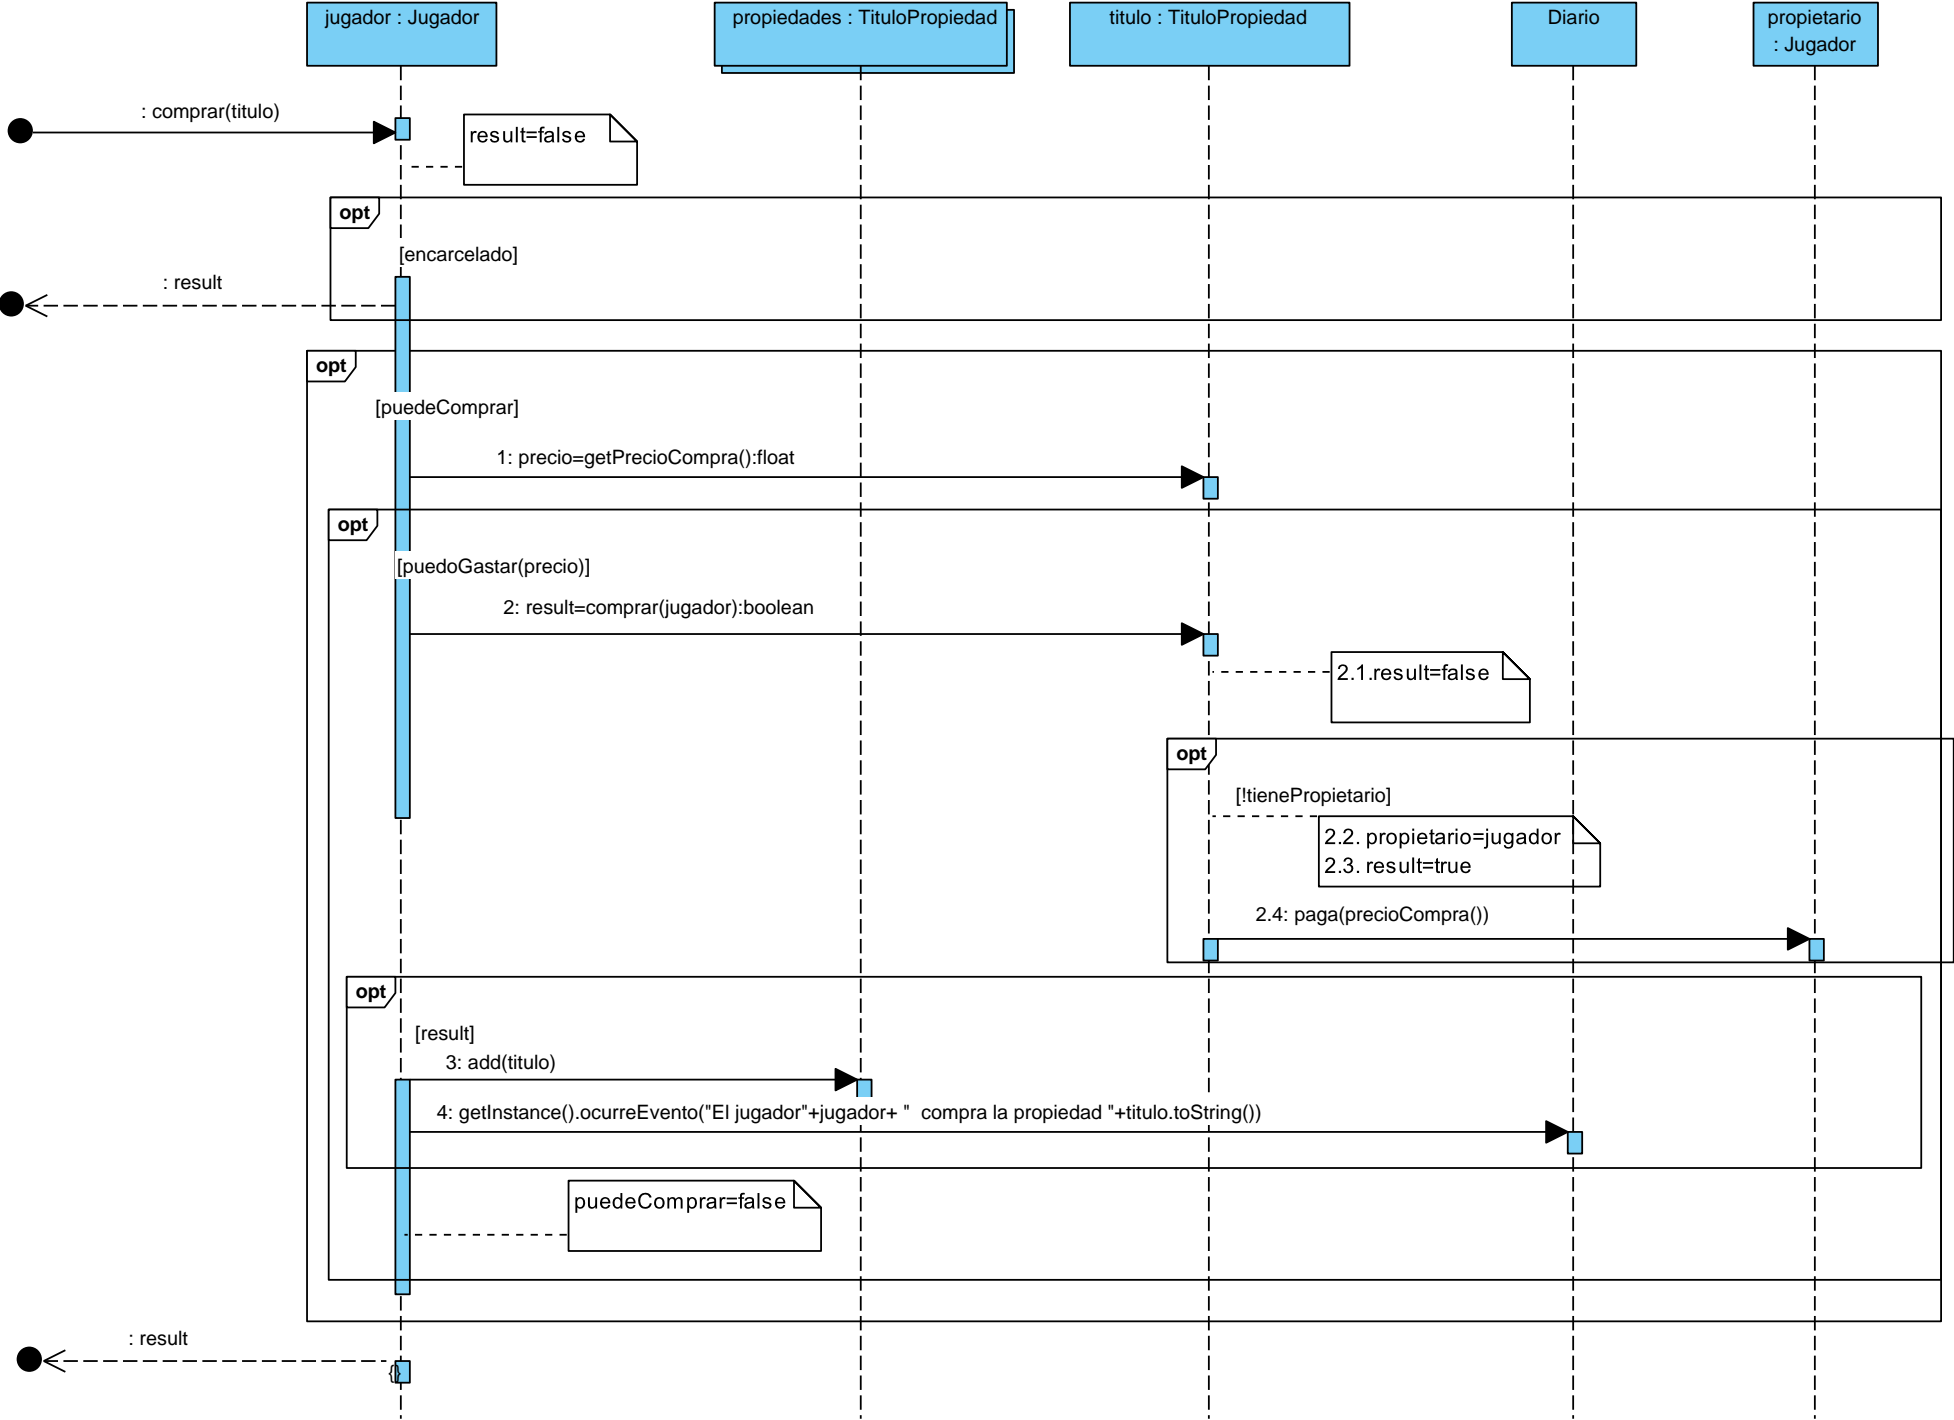 jugador : Jugador
propiedades : TituloPropiedad
titulo : TituloPropiedad
Diario
propietario
: Jugador
: comprar(titulo)
result=false
opt
[encarcelado]
: result
opt
[puedeComprar]
1: precio=getPrecioCompra():float
opt
[puedoGastar(precio)]
2: result=comprar(jugador):boolean
2.1.result=false
opt
[!tienePropietario]
2.2. propietario=jugador
2.3. result=true
2.4: paga(precioCompra())
opt
[result]
3: add(titulo)
4: getInstance().ocurreEvento("El jugador"+jugador+ "  compra la propiedad "+titulo.toString())
puedeComprar=false
: result
{}